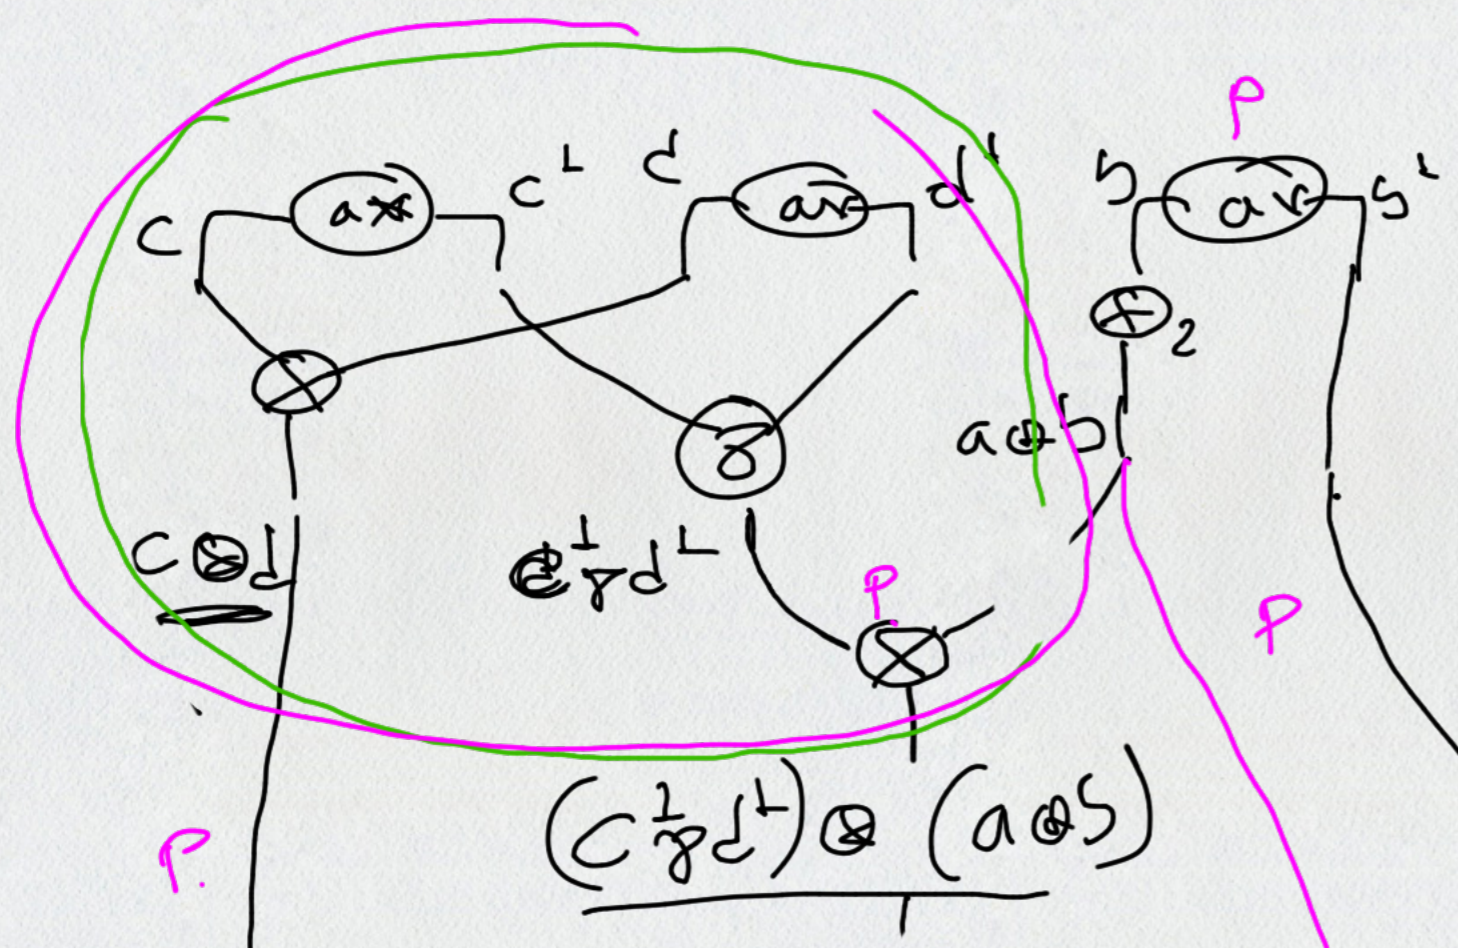 P
c ax c⊥ d ax d⊥ b ax b⊥
⊗ ⊕2
⅋ a⊕b
c⊗d c⊥⅋d⊥ P P
⊗
P. (c⊥⅋d⊥)⊗(a⊕b)